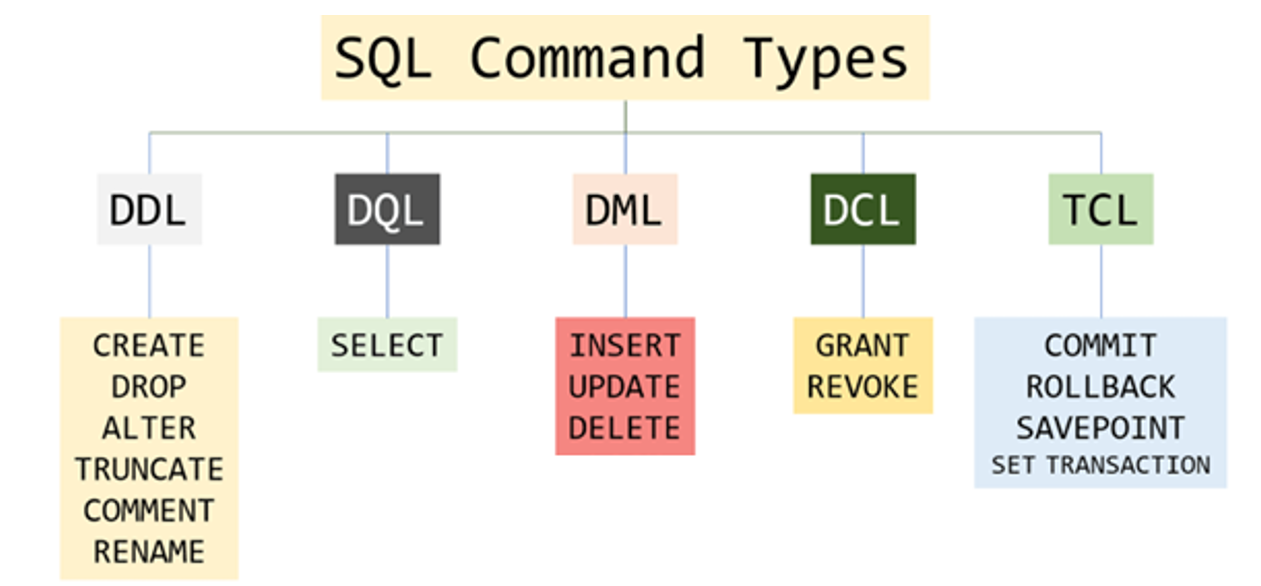 SQL Command Types
DDL
DQL
DML
DCL
TCL
CREATE
DROP
ALTER
TRUNCATE
COMMENT
RENAME
SELECT
INSERT
UPDATE
DELETE
GRANT
REVOKE
COMMIT
ROLLBACK
SAVEPOINT
SET TRANSACTION